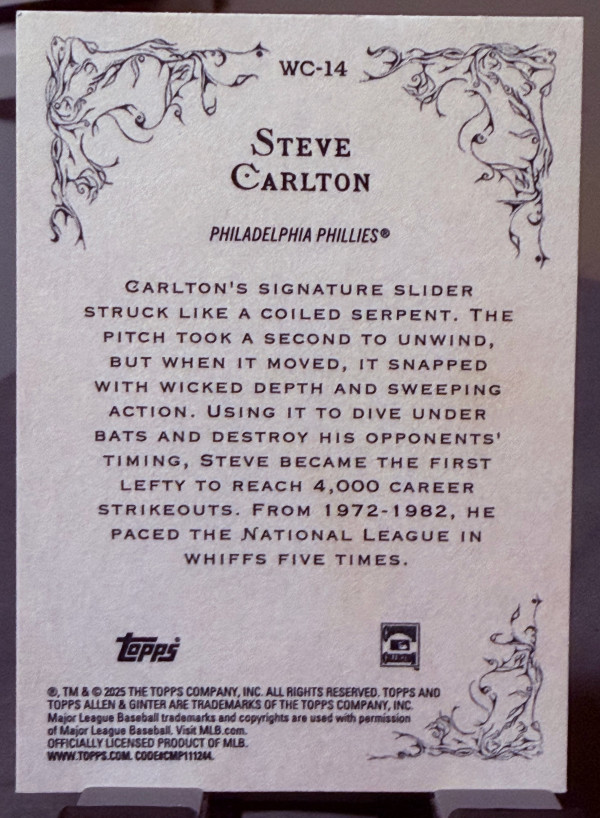 WC-14
STEVE
CARLTON
PHILADELPHIA PHILLIES®
CARLTON'S SIGNATURE SLIDER
STRUCK LIKE A COILED SERPENT. THE
PITCH TOOK A SECOND TO UNWIND,
BUT WHEN IT MOVED, IT SNAPPED
WITH WICKED DEPTH AND SWEEPING
ACTION. USING IT TO DIVE UNDER
BATS AND DESTROY HIS OPPONENTS'
TIMING, STEVE BECAME THE FIRST
LEFTY TO REACH 4,000 CAREER
STRIKEOUTS. FROM 1972-1982, HE
PACED THE NATIONAL LEAGUE IN
WHIFFS FIVE TIMES.
topps®
®, TM & © 2025 THE TOPPS COMPANY, INC. ALL RIGHTS RESERVED. TOPPS AND
TOPPS ALLEN & GINTER ARE TRADEMARKS OF THE TOPPS COMPANY, INC.
Major League Baseball trademarks and copyrights are used with permission
of Major League Baseball. Visit MLB.com.
OFFICIALLY LICENSED PRODUCT OF MLB.
WWW.TOPPS.COM. CODE#CMP111244.